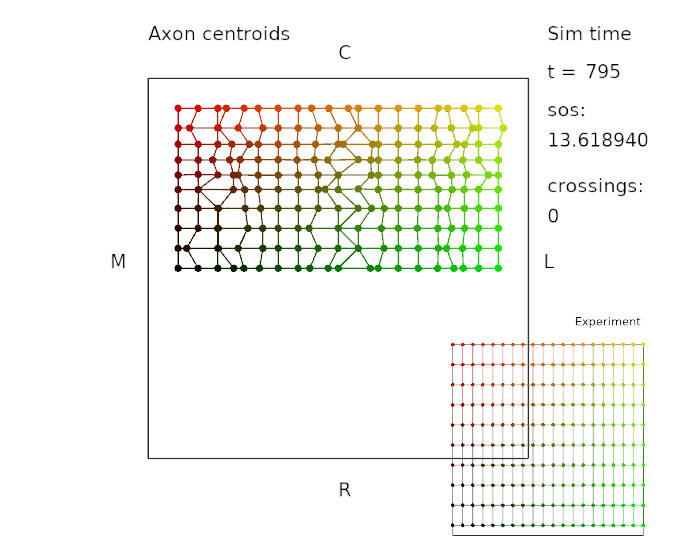 Axon centroids
C
Sim time
t = 795
sos:
13.618940
crossings:
0
M
L
Experiment
R